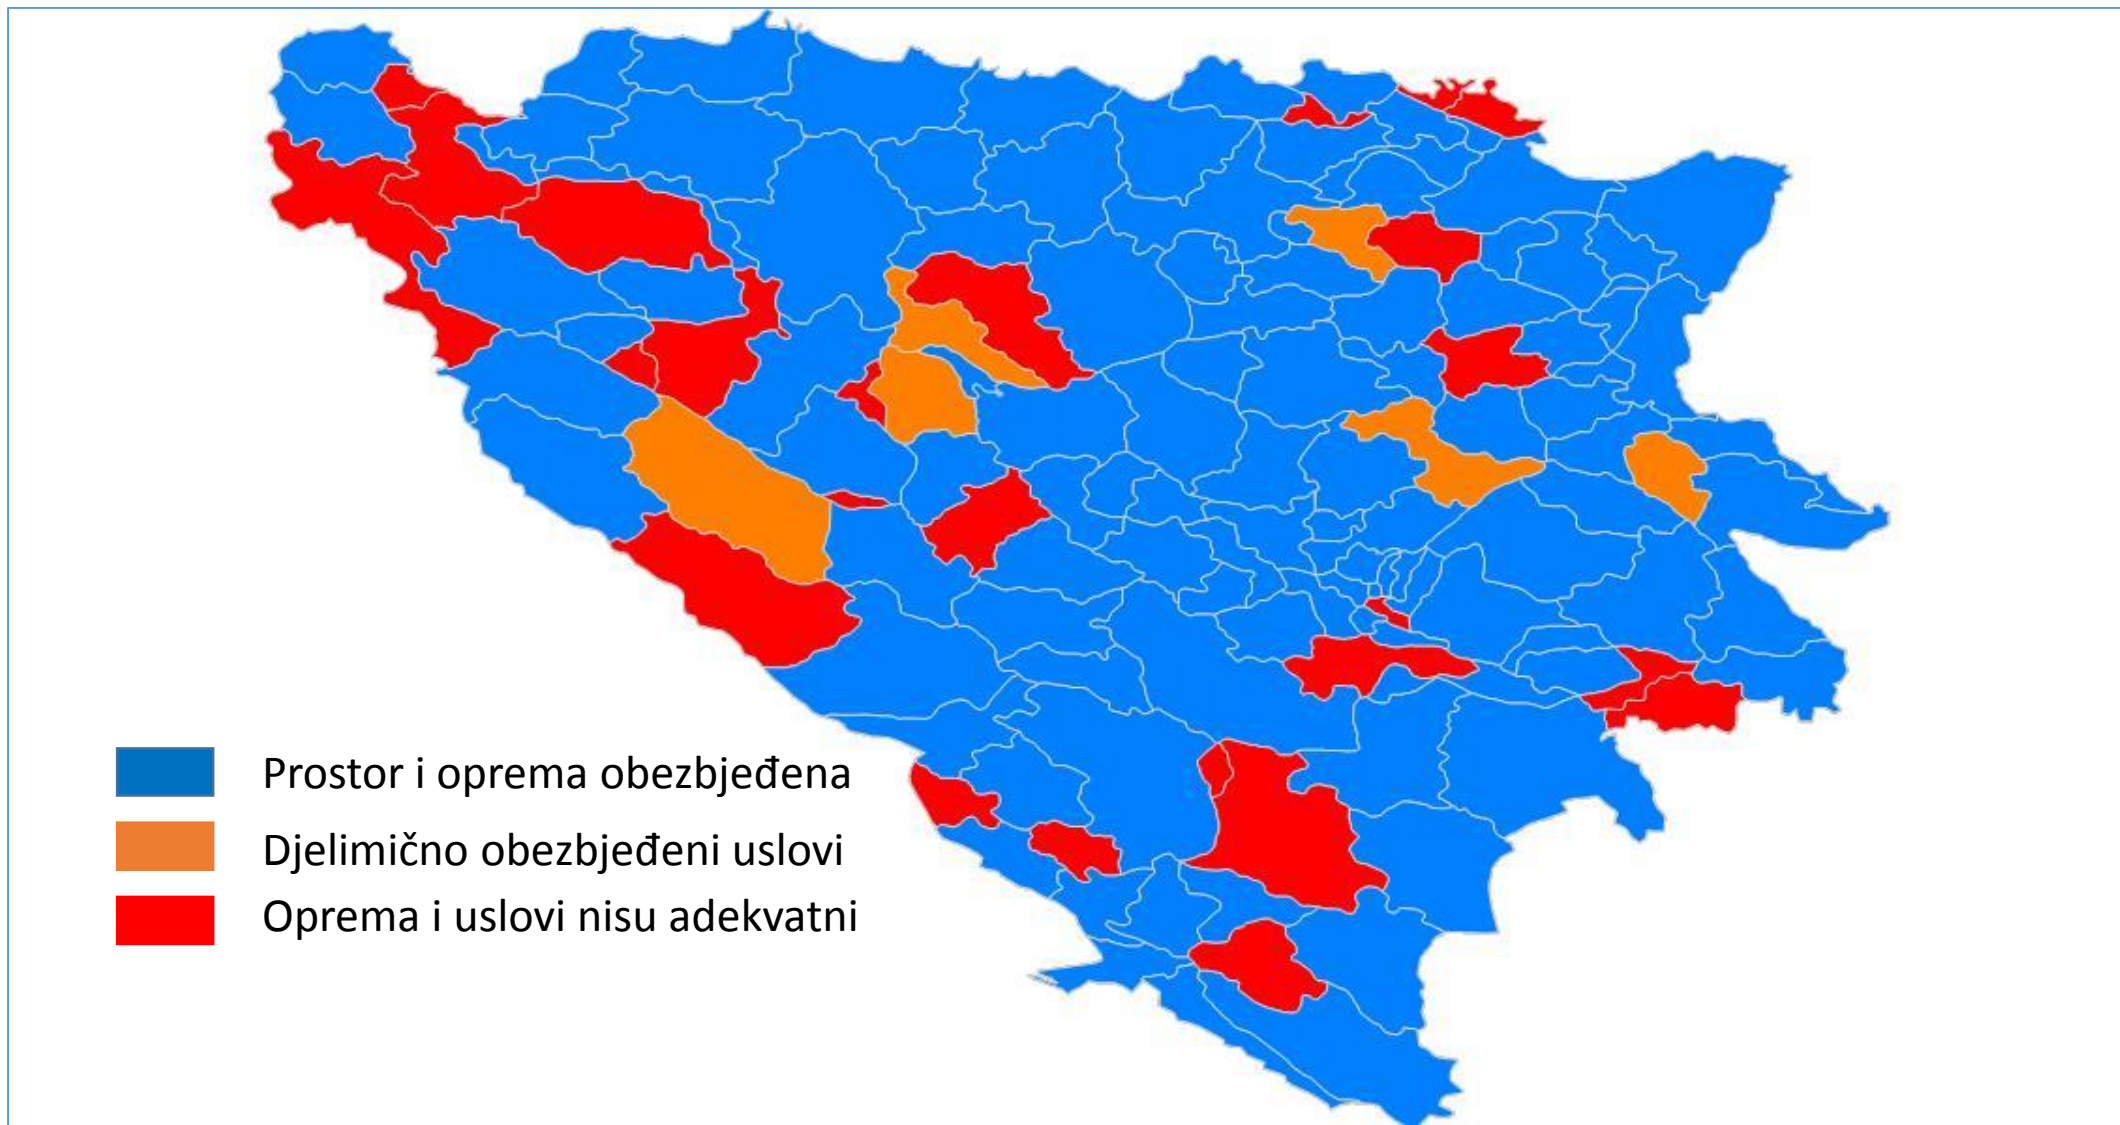 Prostor i oprema obezbjeđena
Djelimično obezbjeđeni uslovi
Oprema i uslovi nisu adekvatni